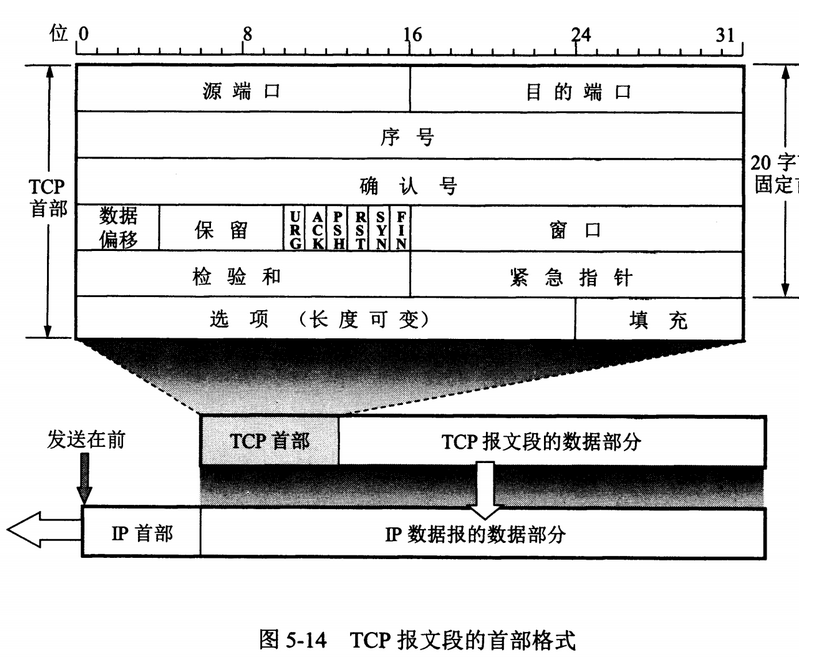 位 0 8 16 24 31
源端口 目的端口
序号
TCP
首部
确认号
20 字
固定
数据
偏移
保留
URG
ACK
PSH
RST
SYN
FIN
窗口
检验和 紧急指针
选项 (长度可变) 填充
发送在前
TCP 首部 TCP 报文段的数据部分
IP 首部 IP 数据报的数据部分
图 5-14 TCP 报文段的首部格式